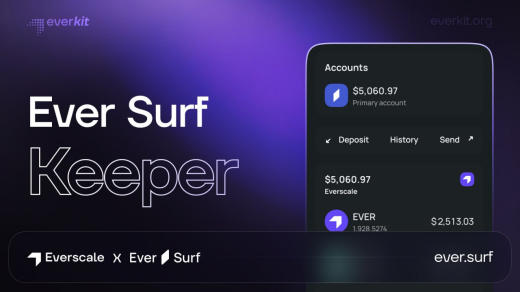 everkit
everkit.org
Ever Surf
Keeper
Accounts
$5,060.97
Primary account
Deposit
History
Send
$5,060.97
Everscale
EVER
$2,513.03
1,928.5274
Everscale x Ever Surf
ever.surf